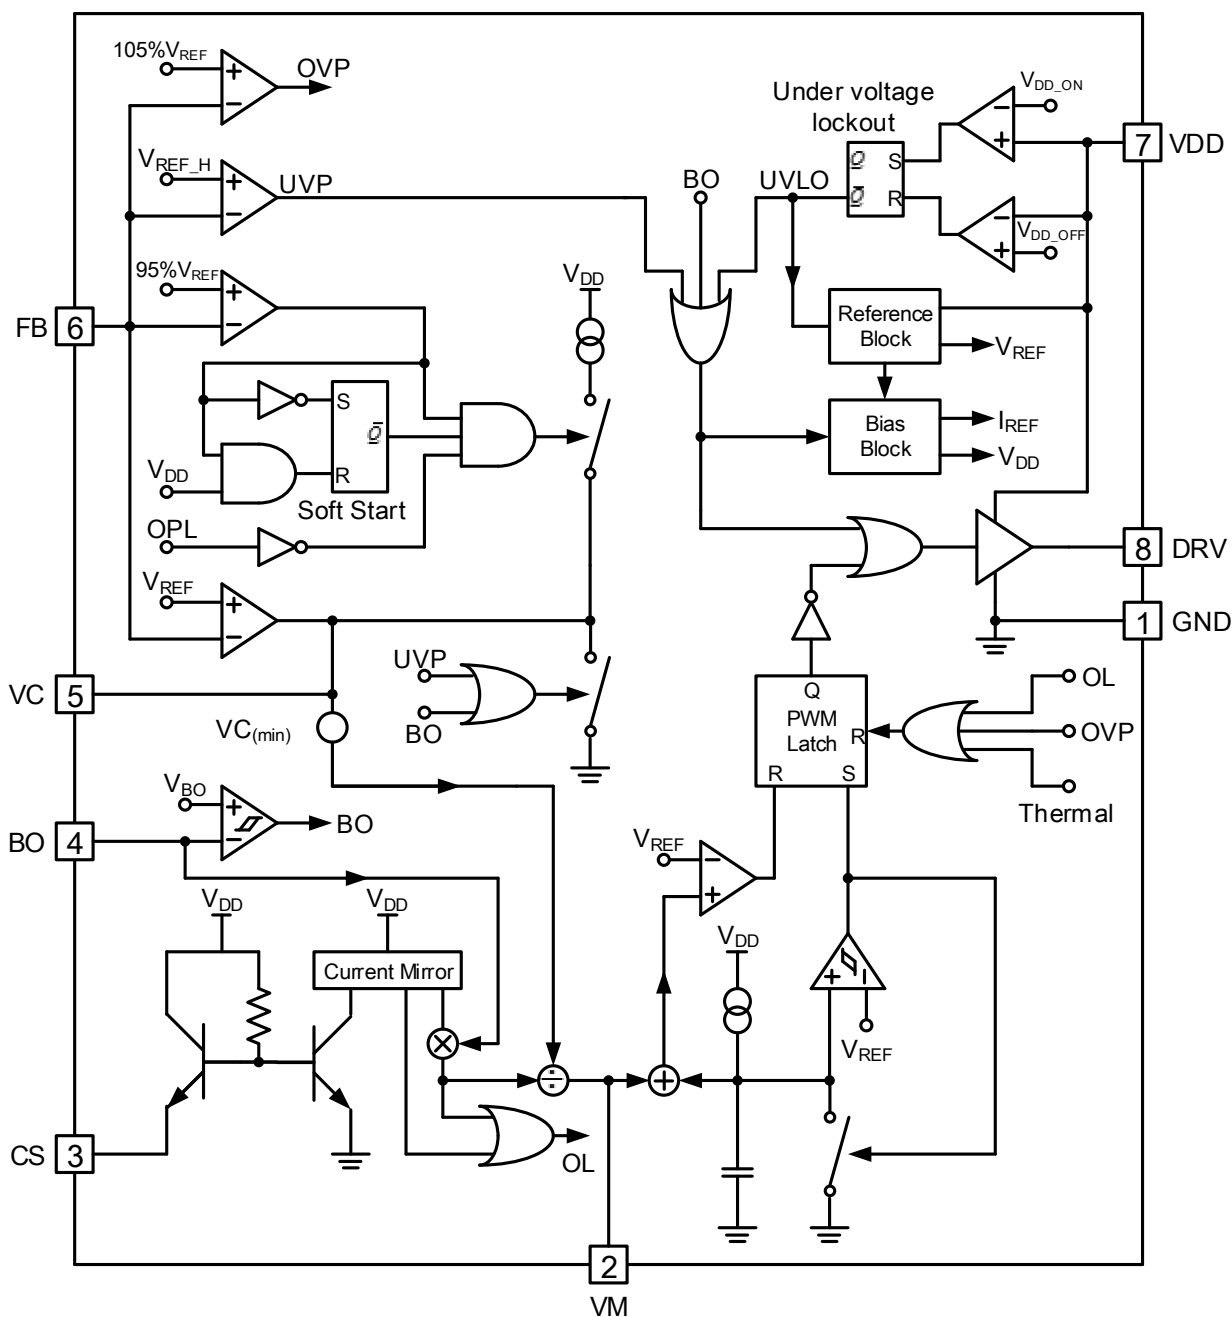 105%VREF
OVP
VREF_H
UVP
95%VREF
FB
6
VDD
S
Q̅
R
VDD
Soft Start
OPL
VREF
UVP
BO
VC
5
VC(min)
VBO
BO
BO
4
VDD
VDD
Current Mirror
CS
3
OL
2
VM
BO
Under voltage
lockout
UVLO
Q
S
Q̅
R
VDD_ON
VDD_OFF
7
VDD
Reference
Block
VREF
Bias
Block
IREF
VDD
8
DRV
1
GND
Q
PWM
Latch
R
R
S
OL
OVP
Thermal
VREF
VDD
VREF